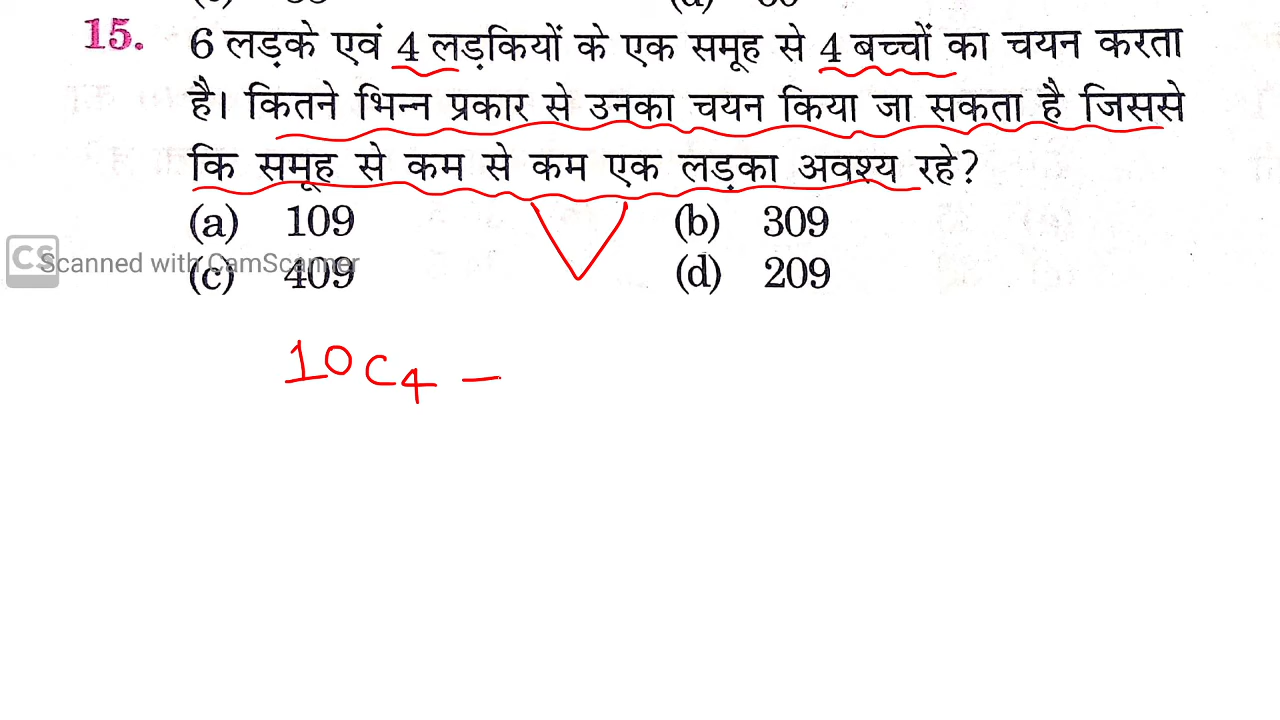 15. 6 लड़के एवं 4 लड़कियों के एक समूह से 4 बच्चों का चयन करता
है। कितने भिन्न प्रकार से उनका चयन किया जा सकता है जिससे
कि समूह से कम से कम एक लड़का अवश्य रहे?
(a) 109 (b) 309
CS Scanned with CamScanner
(c) 409 (d) 209
10C4 –